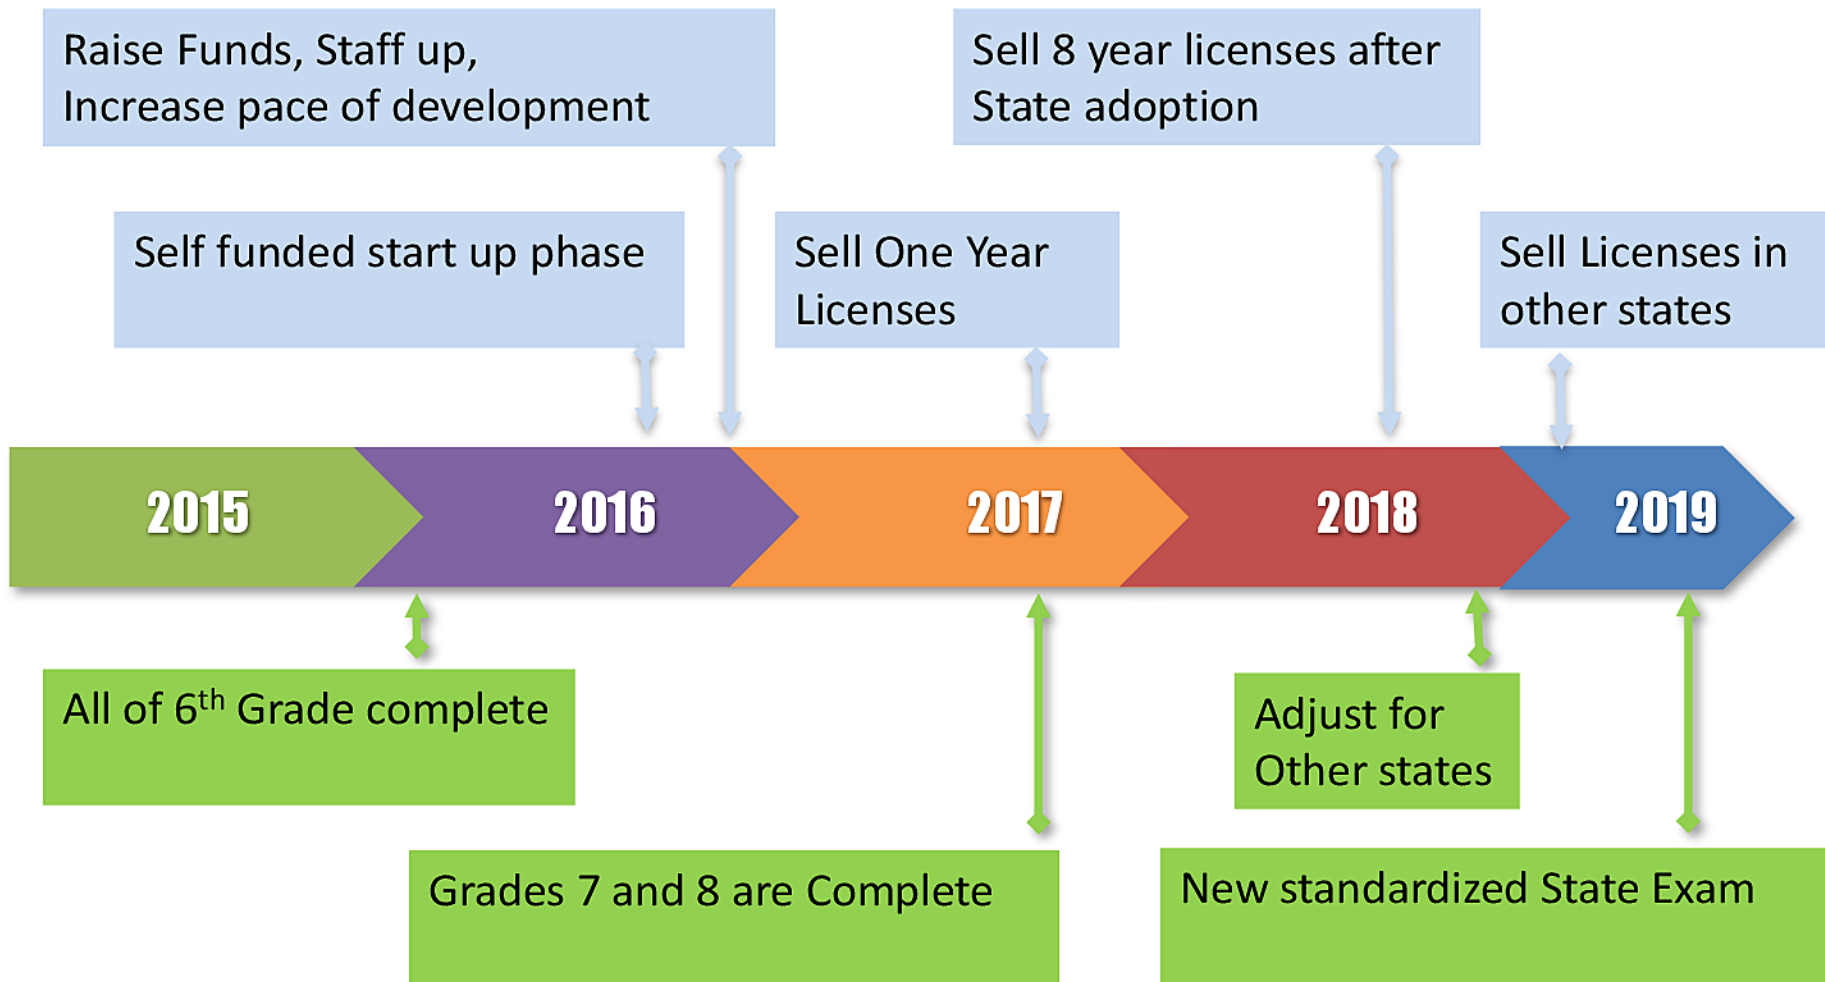 Raise Funds, Staff up,
Increase pace of development
Sell 8 year licenses after
State adoption
Self funded start up phase
Sell One Year
Licenses
Sell Licenses in
other states
2015
2016
2017
2018
2019
All of 6th Grade complete
Adjust for
Other states
Grades 7 and 8 are Complete
New standardized State Exam